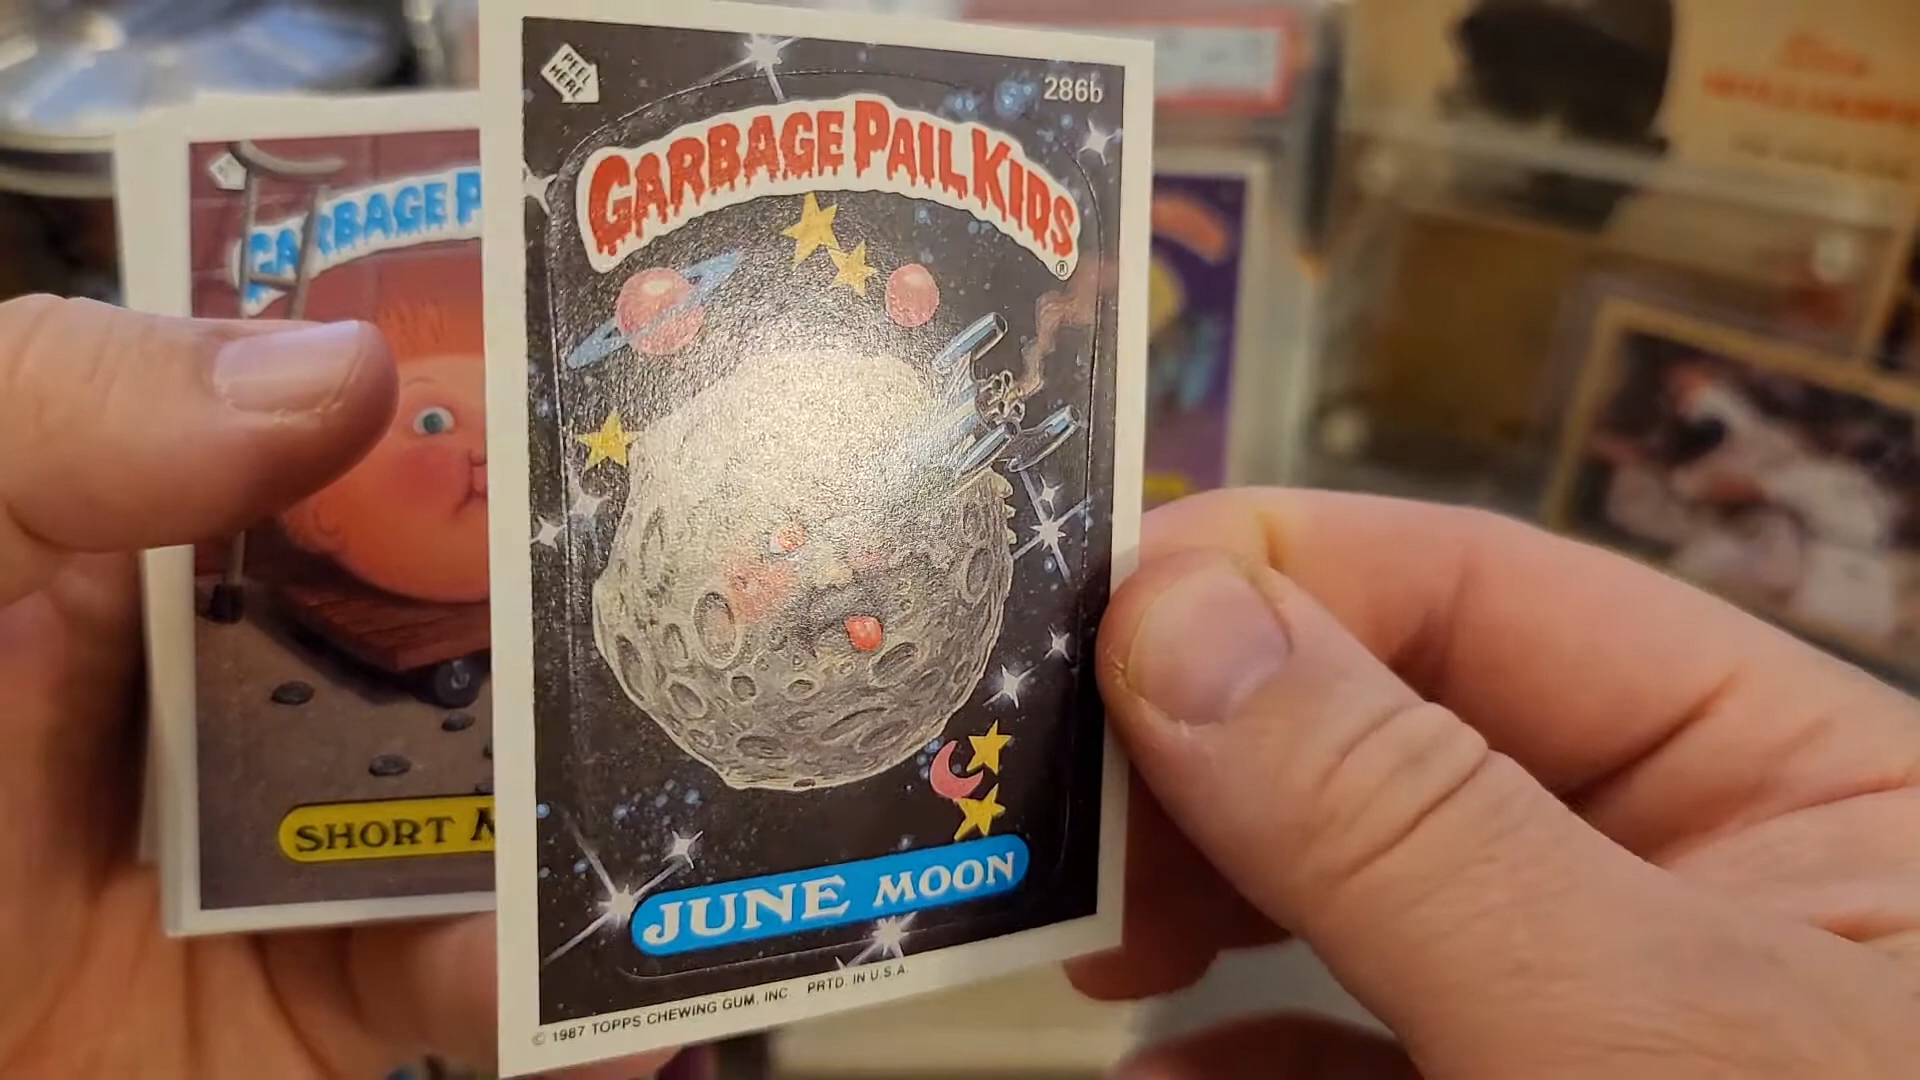 PEEL HERE
286b
GARBAGE PAIL KIDS
®
JUNE MOON
© 1987 TOPPS CHEWING GUM, INC. PRTD. IN U.S.A.
GARBAGE P
SHORT